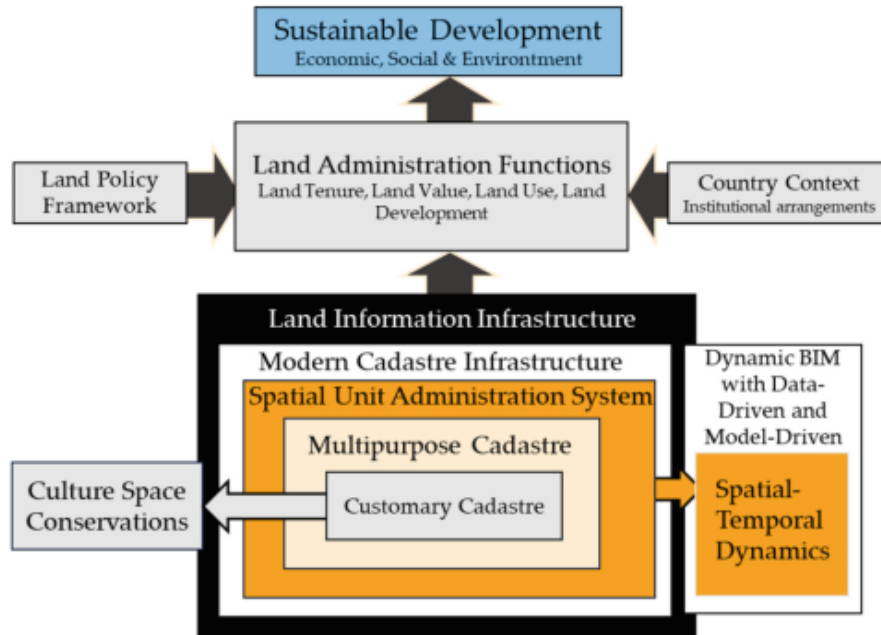 Sustainable Development
Economic, Social & Environtment
Land Administration Functions
Land Tenure, Land Value, Land Use, Land
Development
Land Policy
Framework
Country Context
Institutional arrangements
Land Information Infrastructure
Modern Cadastre Infrastructure
Spatial Unit Administration System
Multipurpose Cadastre
Customary Cadastre
Culture Space
Conservations
Dynamic BIM
with Data-
Driven and
Model-Driven
Spatial-
Temporal
Dynamics